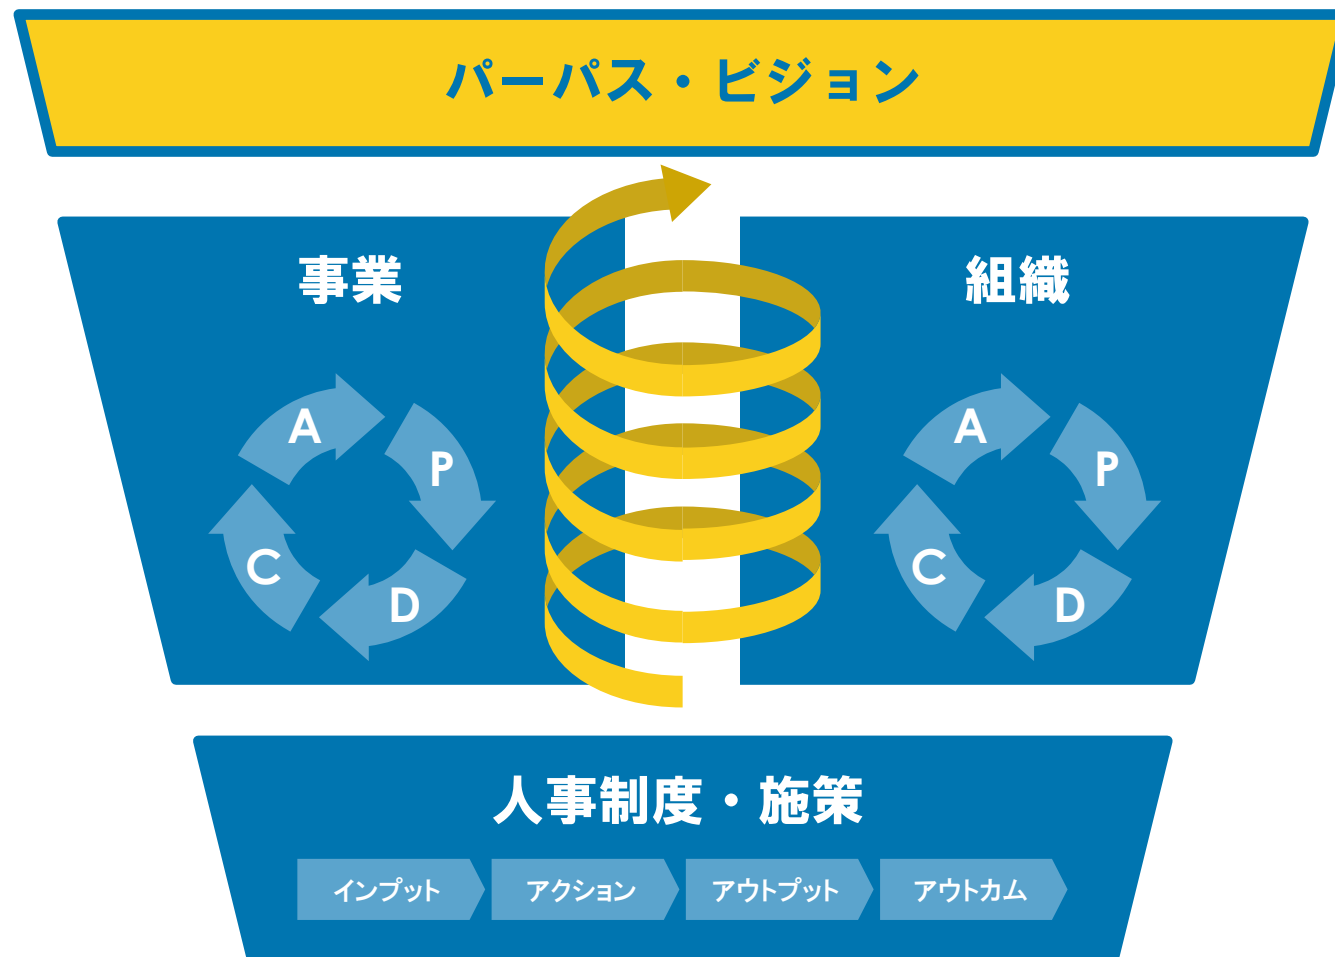 パーパス・ビジョン
事業
組織
A
P
C
D
A
P
C
D
人事制度・施策
インプット
アクション
アウトプット
アウトカム